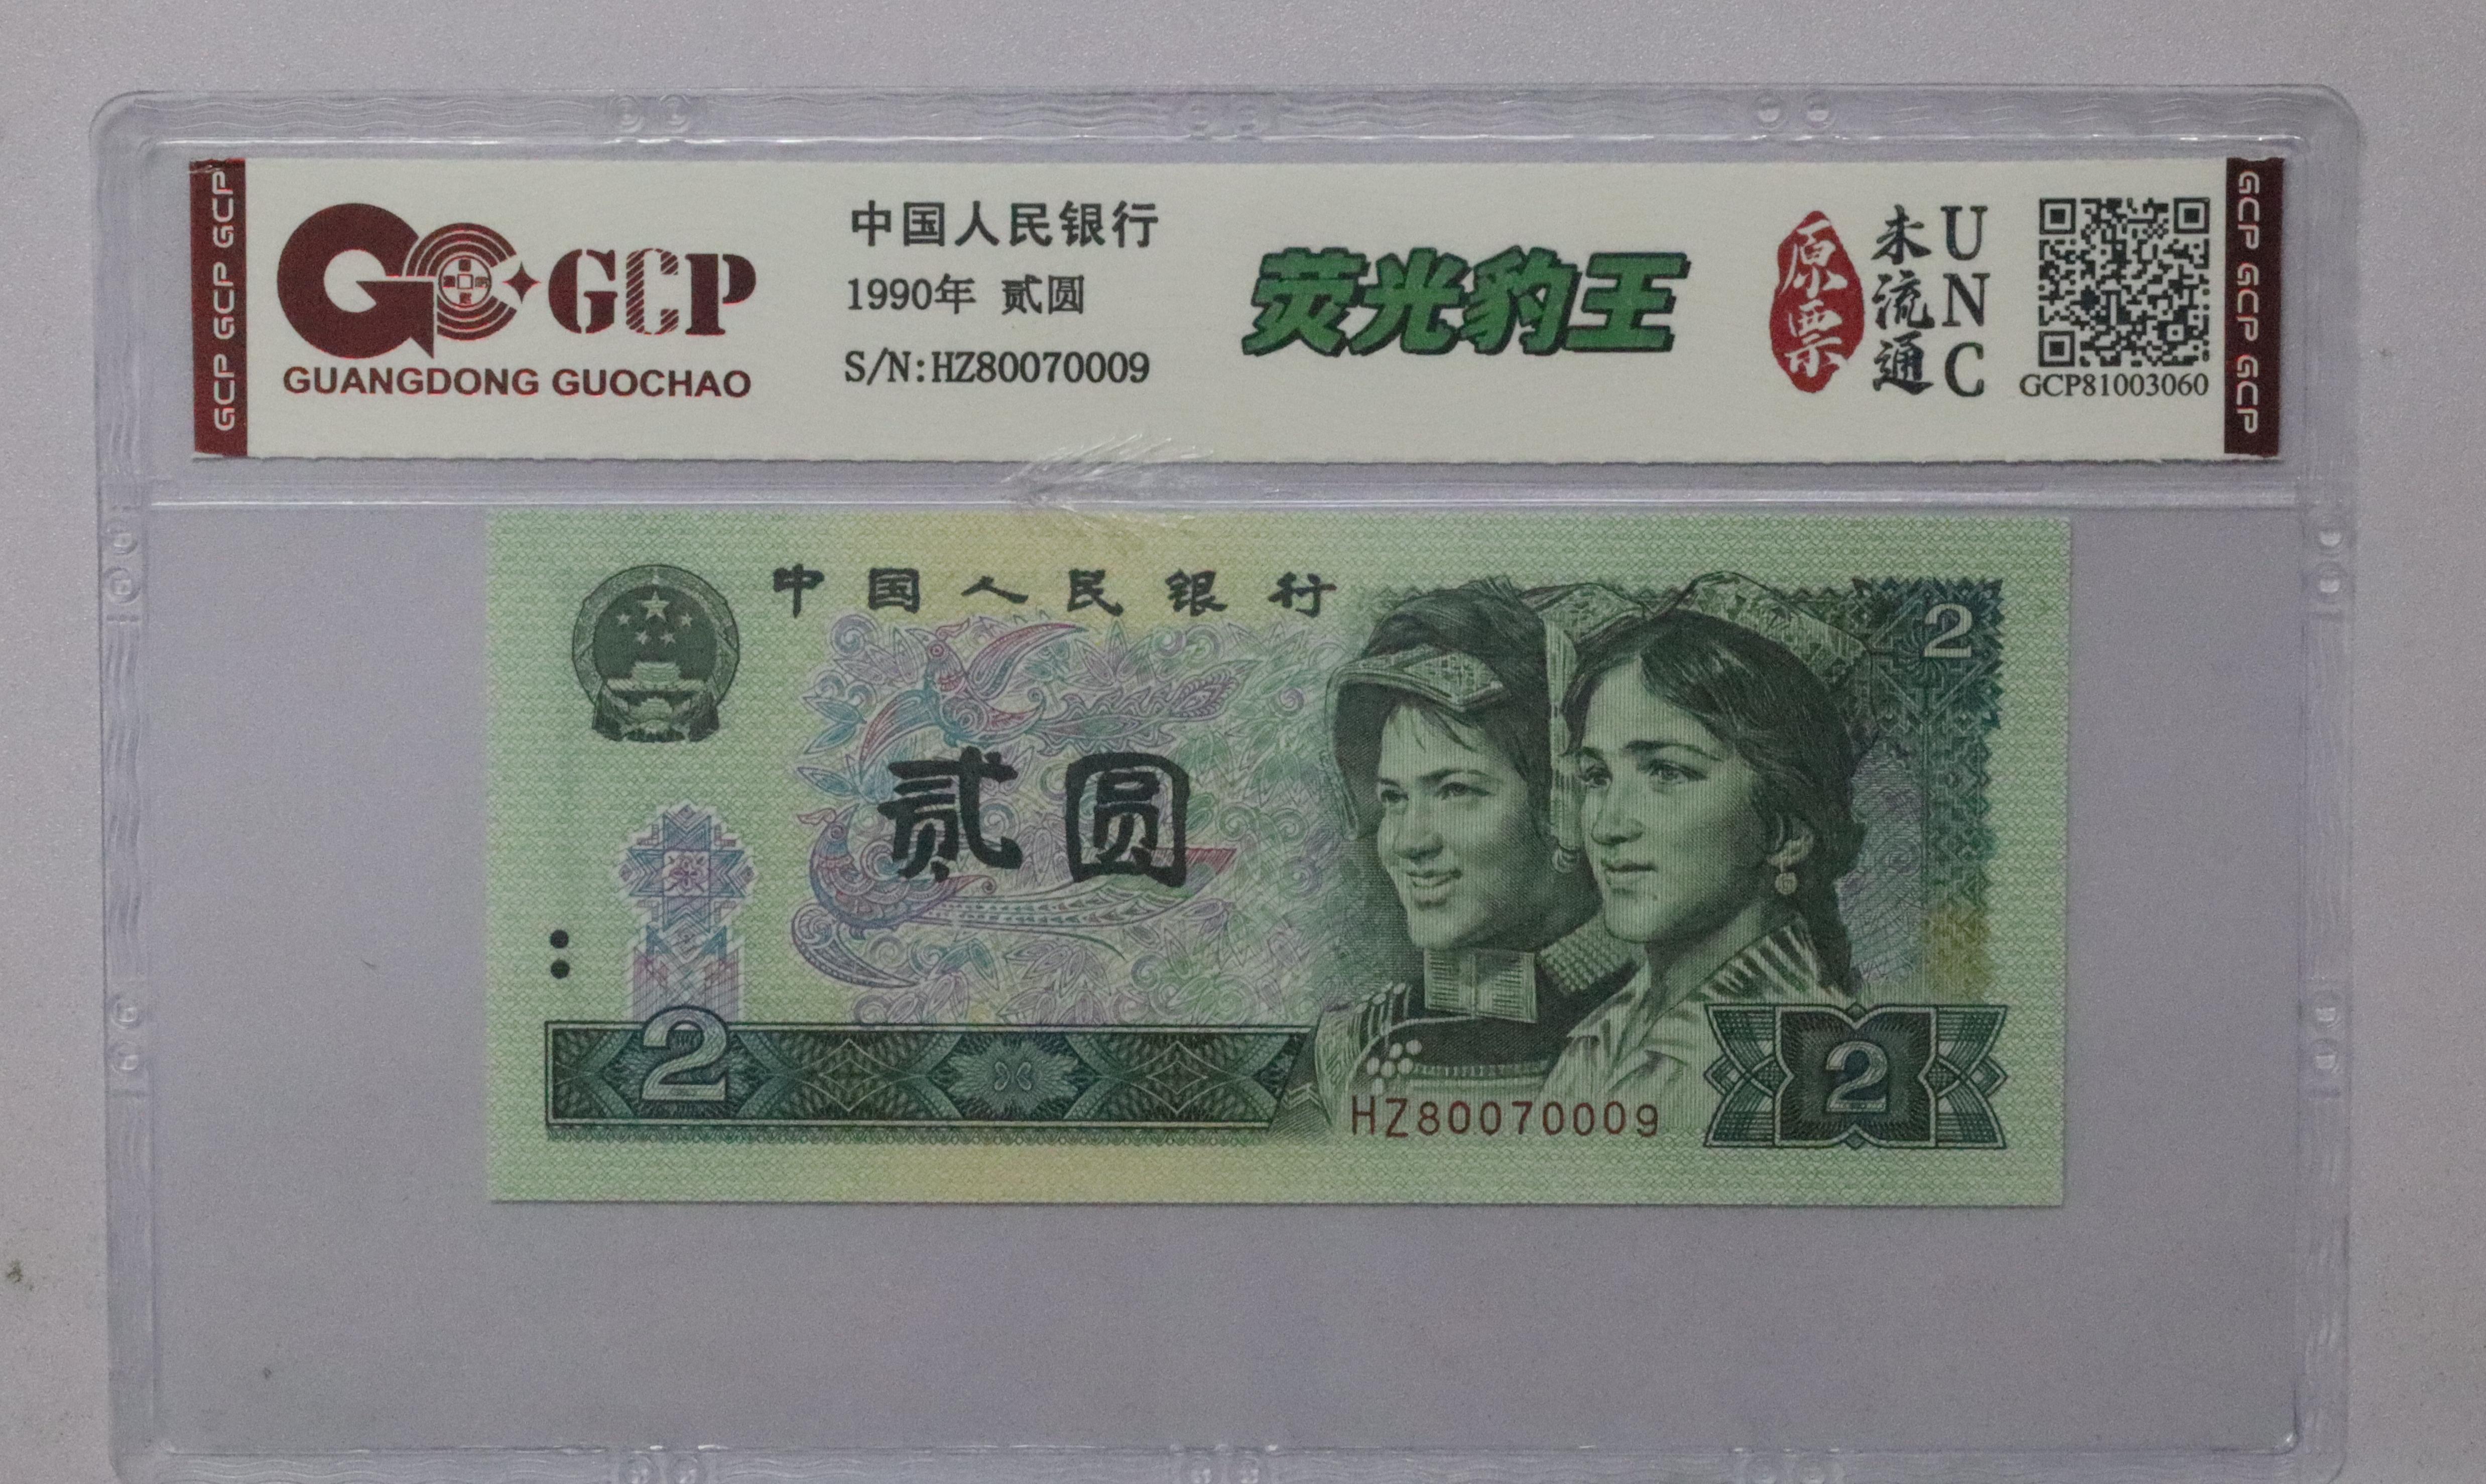 GCP GCP GCP
GCP
GUANGDONG GUOCHAO
中国人民银行
1990年 贰圆
S/N:HZ80070009
荧光豹王
原票
未流通
UNC
GCP81003060
GCP GCP GCP
中国人民银行
2
贰圆
2
HZ80070009
2